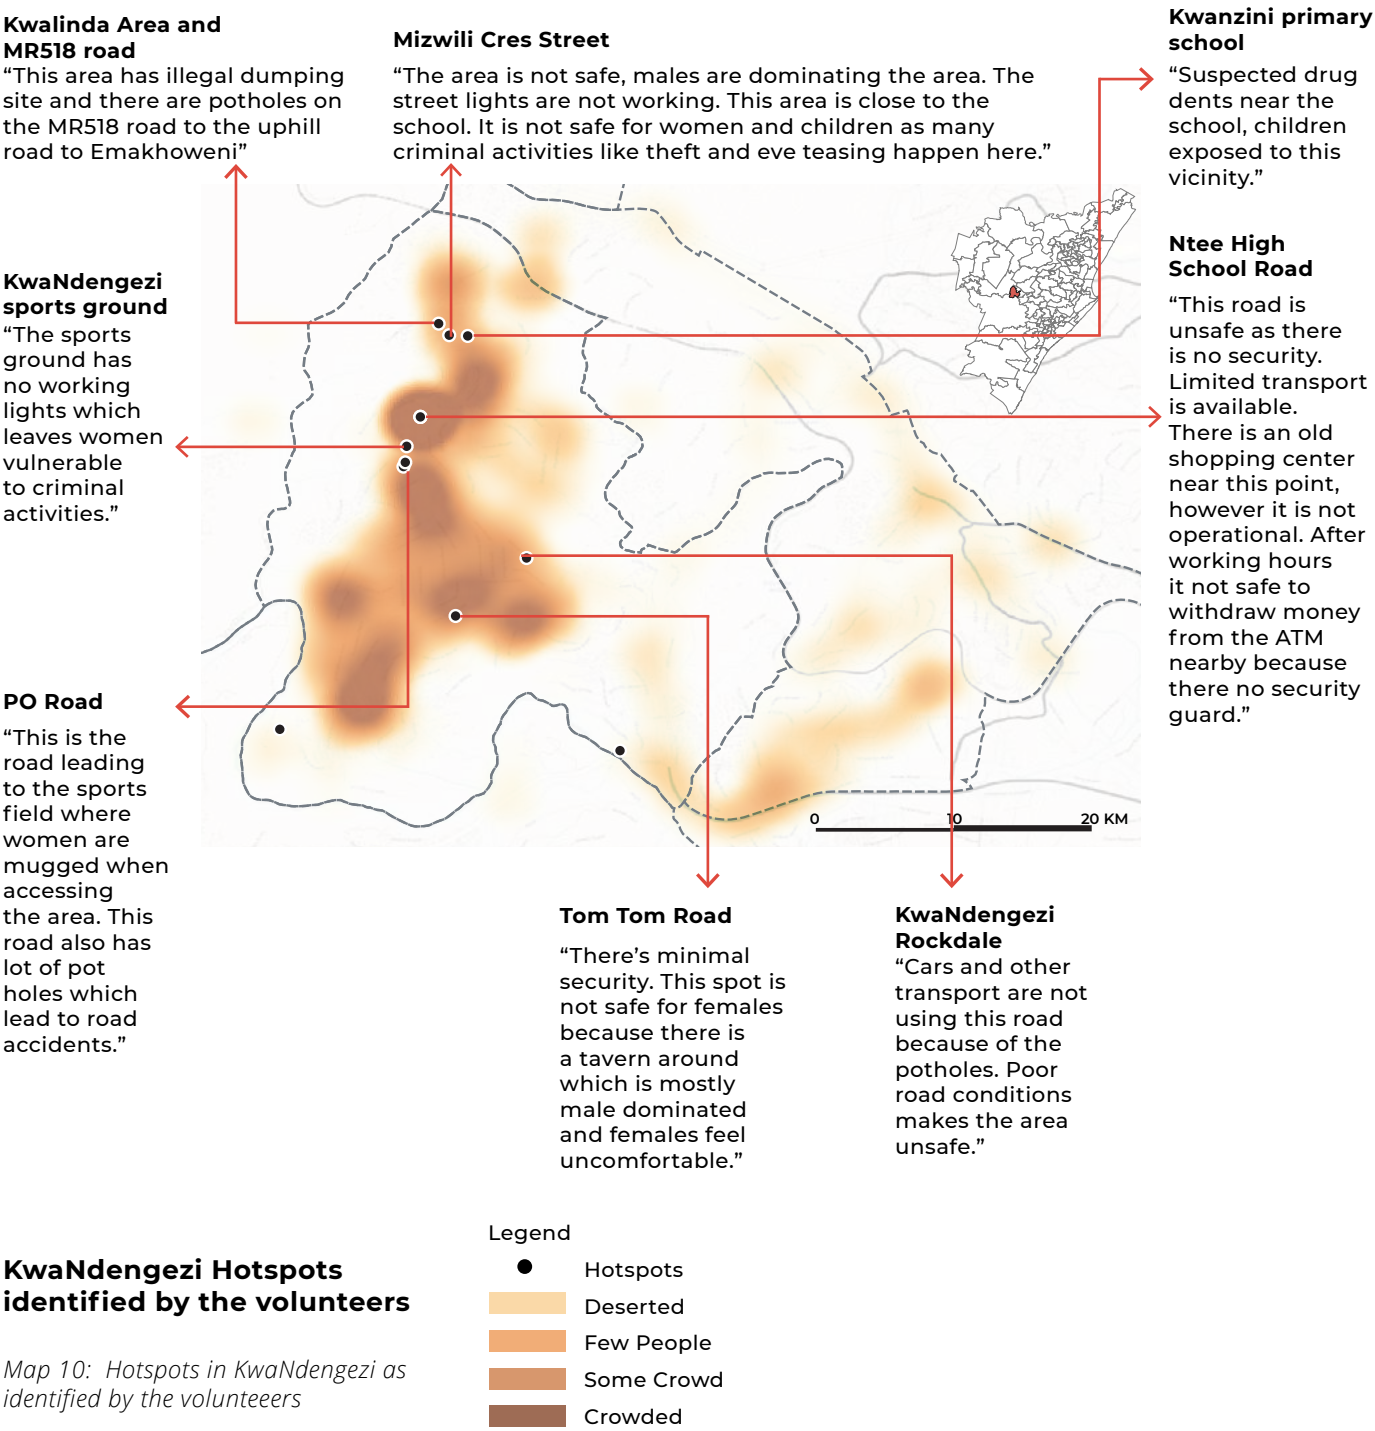 Kwalinda Area and
MR518 road
“This area has illegal dumping
site and there are potholes on
the MR518 road to the uphill
road to Emakhoweni”
Mizwili Cres Street
“The area is not safe, males are dominating the area. The
street lights are not working. This area is close to the
school. It is not safe for women and children as many
criminal activities like theft and eve teasing happen here.”
Kwanzini primary
school
“Suspected drug
dents near the
school, children
exposed to this
vicinity.”
Ntee High
School Road
“This road is
unsafe as there
is no security.
Limited transport
is available.
There is an old
shopping center
near this point,
however it is not
operational. After
working hours
it not safe to
withdraw money
from the ATM
nearby because
there no security
guard.”
KwaNdengezi
sports ground
“The sports
ground has
no working
lights which
leaves women
vulnerable
to criminal
activities.”
PO Road
“This is the
road leading
to the sports
field where
women are
mugged when
accessing
the area. This
road also has
lot of pot
holes which
lead to road
accidents.”
0 10 20 KM
Tom Tom Road
“There’s minimal
security. This spot is
not safe for females
because there is
a tavern around
which is mostly
male dominated
and females feel
uncomfortable.”
KwaNdengezi
Rockdale
“Cars and other
transport are not
using this road
because of the
potholes. Poor
road conditions
makes the area
unsafe.”
KwaNdengezi Hotspots
identified by the volunteers
Map 10: Hotspots in KwaNdengezi as
identified by the volunteeers
Legend
Hotspots
Deserted
Few People
Some Crowd
Crowded